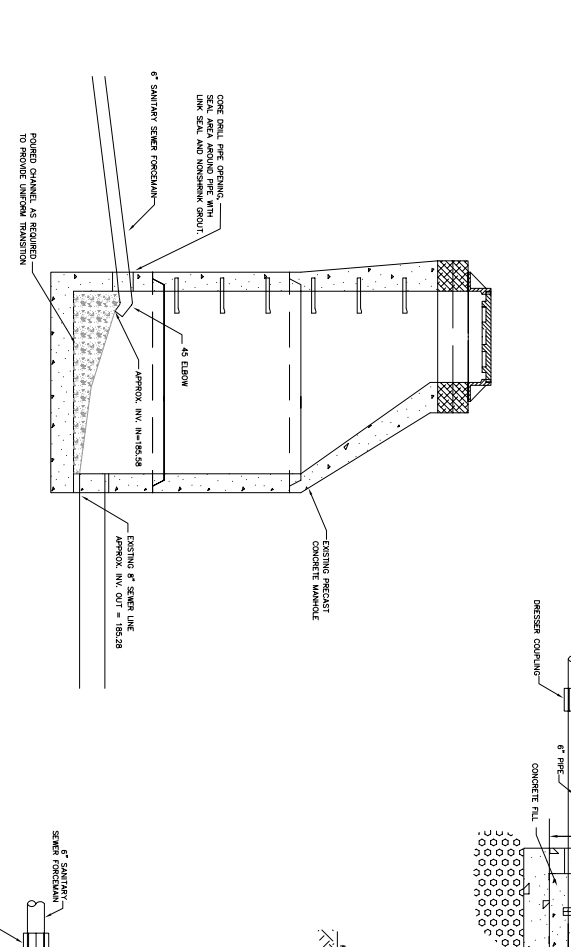 CORE DRILL PIPE OPENING,
SEAL AREA AROUND PIPE WITH
LINK SEAL AND NONSHRINK GROUT.
6" SANITARY SEWER FORCEMAIN
POURED CHANNEL AS REQUIRED
TO PROVIDE UNIFORM TRANSITION
45 ELBOW
APPROX. INV. IN=185.58
EXISTING PRECAST
CONCRETE MANHOLE
EXISTING 8" SEWER LINE
APPROX. INV. OUT = 185.28
DRESSER COUPLING
6" PIPE
CONCRETE FILL
6" SANITARY
SEWER FORCEMAIN